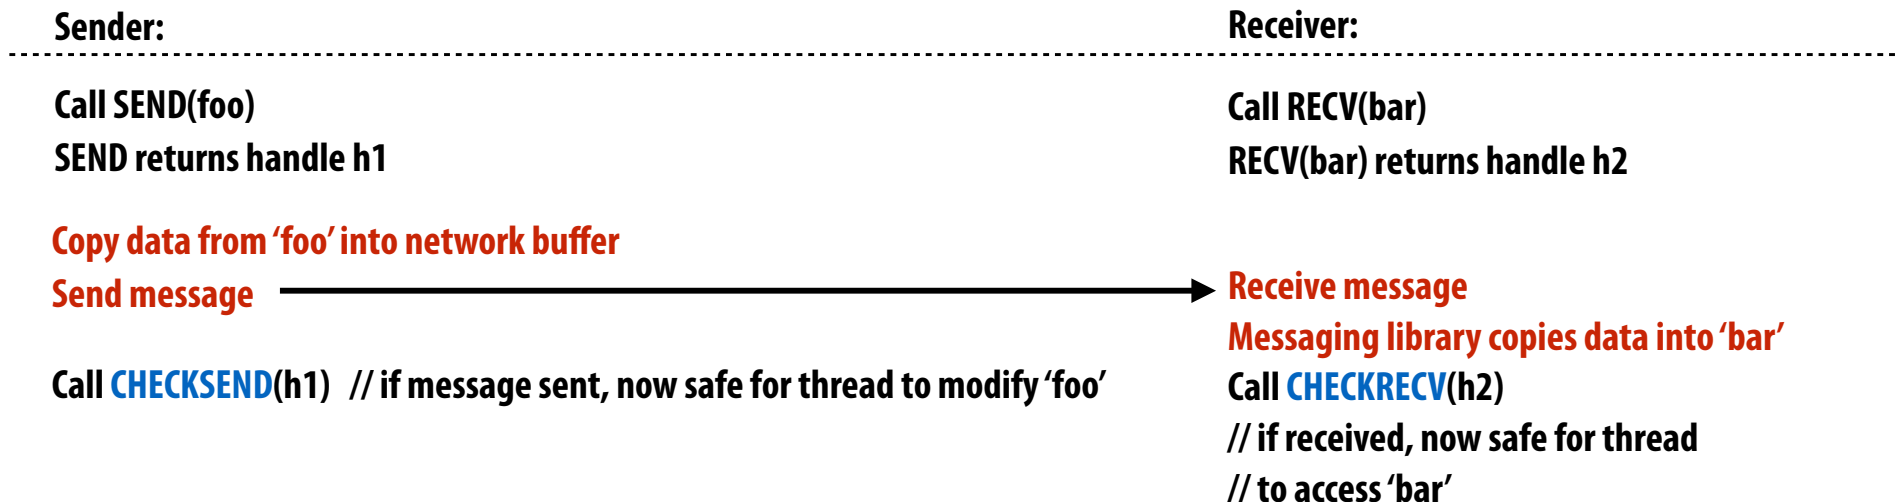 Sender:
Receiver:
Call SEND(foo)
SEND returns handle h1
Call RECV(bar)
RECV(bar) returns handle h2
Copy data from ‘foo’ into network buffer
Send message
Receive message
Messaging library copies data into ‘bar’
Call CHECKSEND(h1)  // if message sent, now safe for thread to modify ‘foo’
Call CHECKRECV(h2)
// if received, now safe for thread
// to access ‘bar’